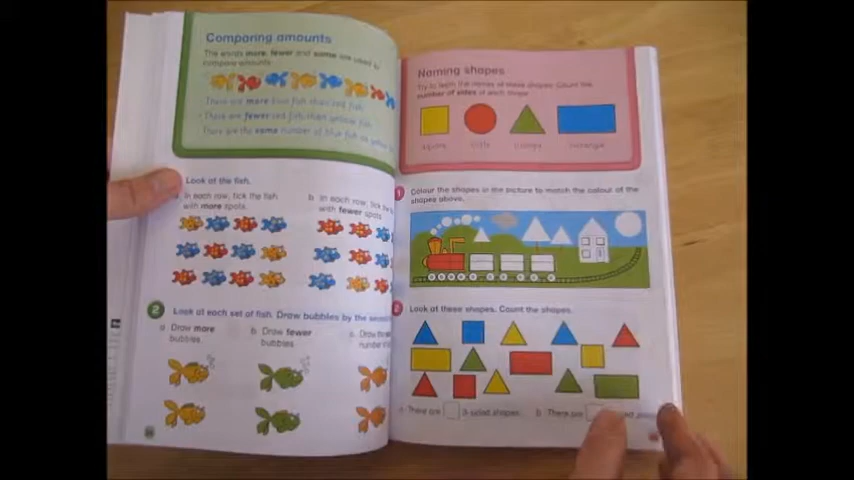 Comparing amounts
The words more, fewer and same are used to
compare amounts.
There are more blue fish than red fish.
There are fewer red fish than yellow fish.
There are the same number of blue fish as yellow
Look at the fish.
a In each row, tick the fish
with more spots.
b In each row, tick the
with fewer spots.
2 Look at each set of fish. Draw bubbles by the second
a Draw more
bubbles.
b Draw fewer
bubbles.
c Draw the
number
Naming shapes
Try to learn the names of these shapes. Count the
number of sides of each shape.
square circle triangle rectangle
1 Colour the shapes in the picture to match the colour of the
shapes above.
2 Look at these shapes. Count the shapes.
a There are 3-sided shapes.
b There are